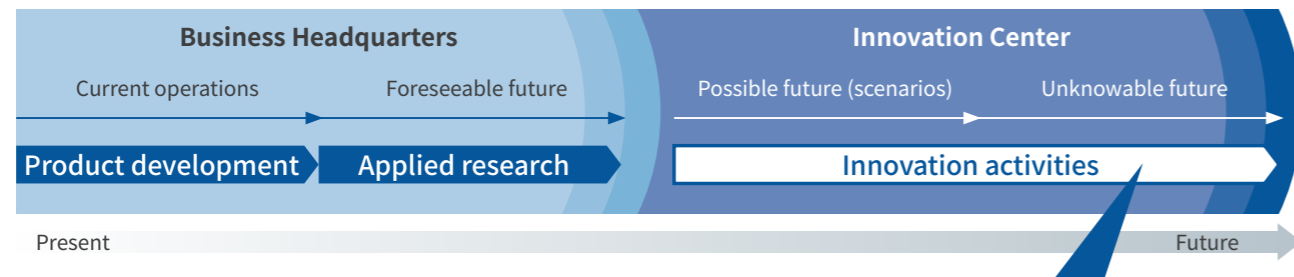 Business Headquarters
Innovation Center
Current operations
Foreseeable future
Possible future (scenarios)
Unknowable future
Product development
Applied research
Innovation activities
Present
Future